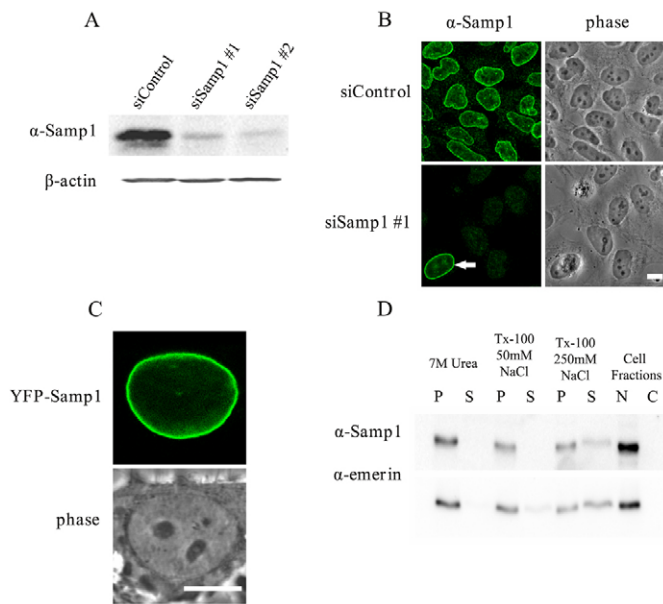 A
siControl
siSamp1 #1
siSamp1 #2
α-Samp1
β-actin
B
α-Samp1
phase
siControl
siSamp1 #1
C
YFP-Samp1
phase
D
7M Urea
Tx-100
50mM
NaCl
Tx-100
250mM
NaCl
Cell
Fractions
P S P S P S N C
α-Samp1
α-emerin